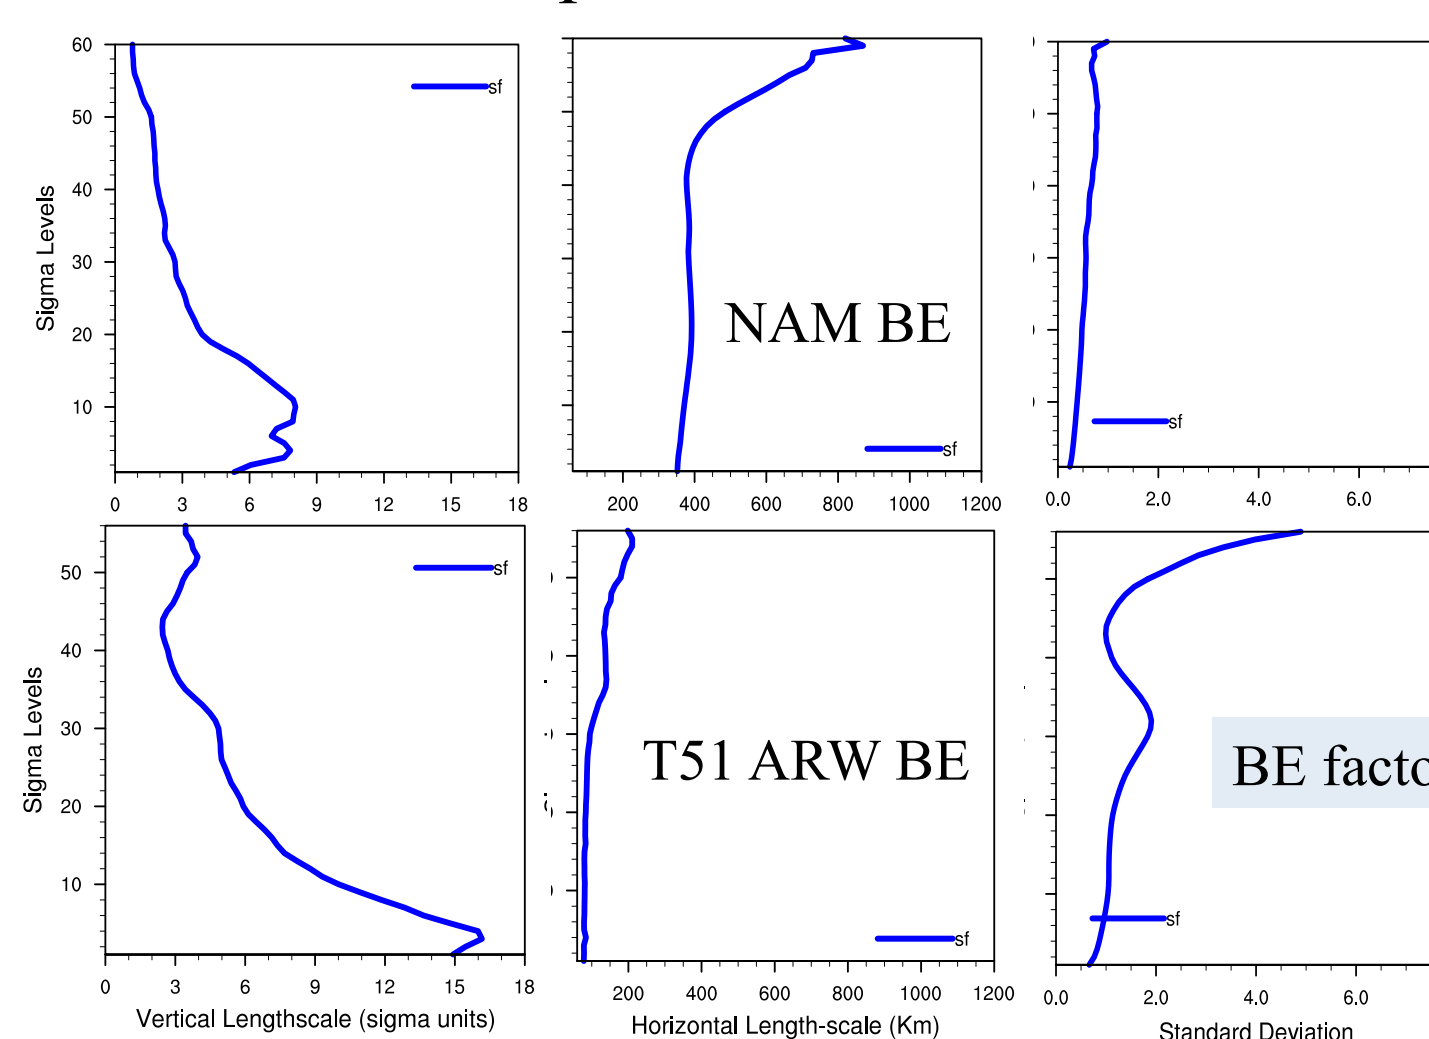 60
50
40
30
20
10
Sigma Levels
sf
0 3 6 9 12 15 18
NAM BE
sf
200 400 600 800 1000 1200
sf
0.0 2.0 4.0 6.0
50
40
30
20
10
Sigma Levels
sf
0 3 6 9 12 15 18
Vertical Lengthscale (sigma units)
T51 ARW BE
sf
200 400 600 800 1000 1200
Horizontal Length-scale (Km)
BE facto
sf
0.0 2.0 4.0 6.0
Standard Deviation